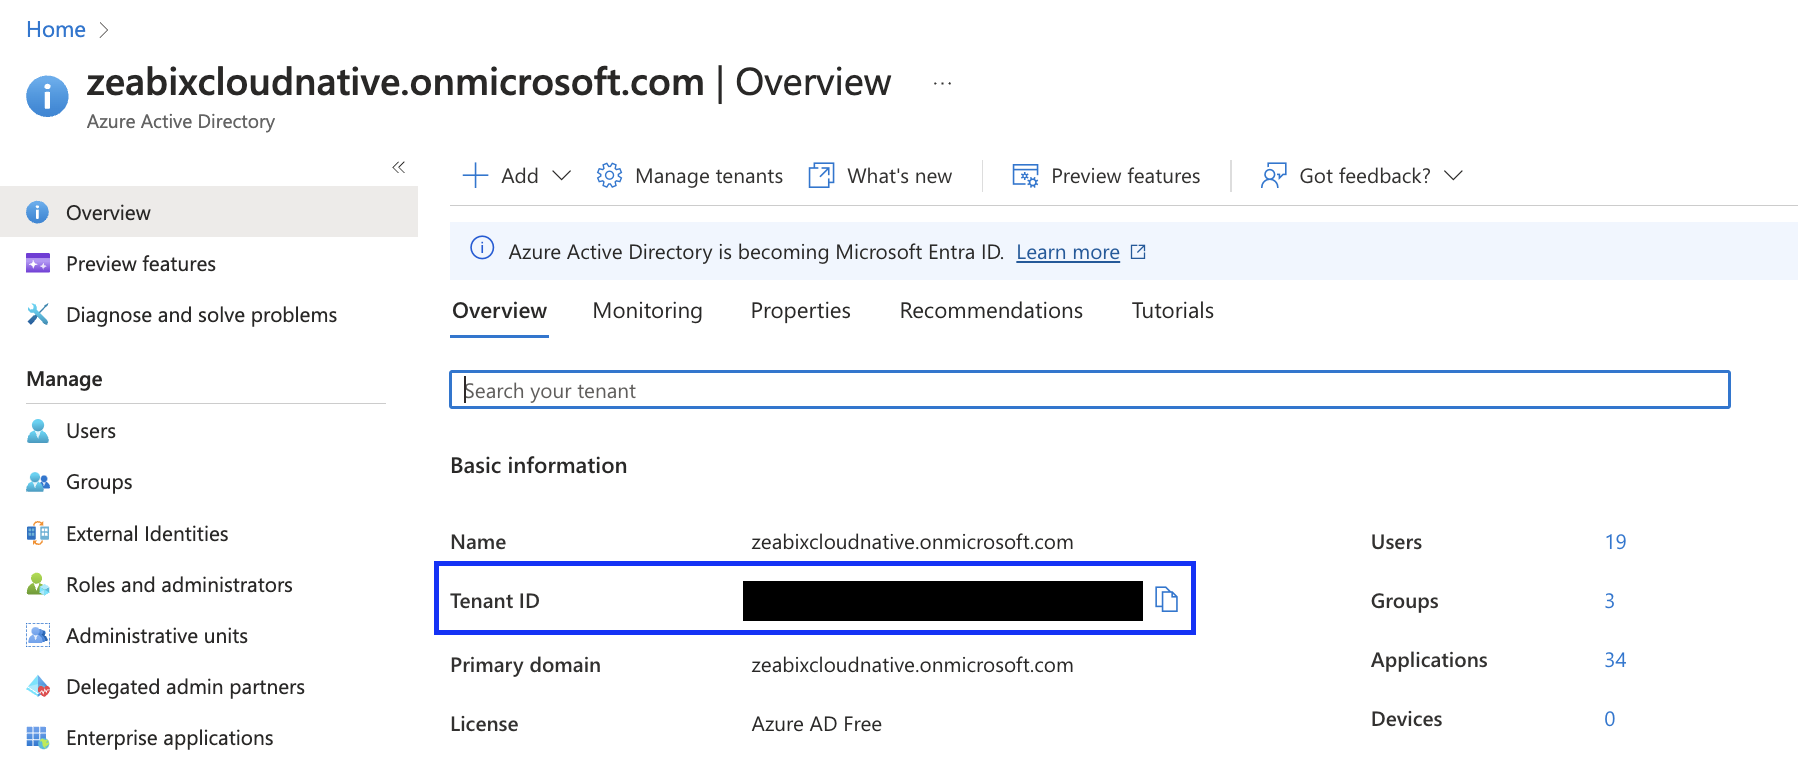 Home
zeabixcloudnative.onmicrosoft.com | Overview ...
Azure Active Directory
«
Add
Manage tenants
What's new
Preview features
Got feedback?
Overview
Preview features
Diagnose and solve problems
Manage
Users
Groups
External Identities
Roles and administrators
Administrative units
Delegated admin partners
Enterprise applications
Azure Active Directory is becoming Microsoft Entra ID. Learn more
Overview Monitoring Properties Recommendations Tutorials
Search your tenant
Basic information
Name zeabixcloudnative.onmicrosoft.com
Tenant ID
Primary domain zeabixcloudnative.onmicrosoft.com
License Azure AD Free
Users 19
Groups 3
Applications 34
Devices 0